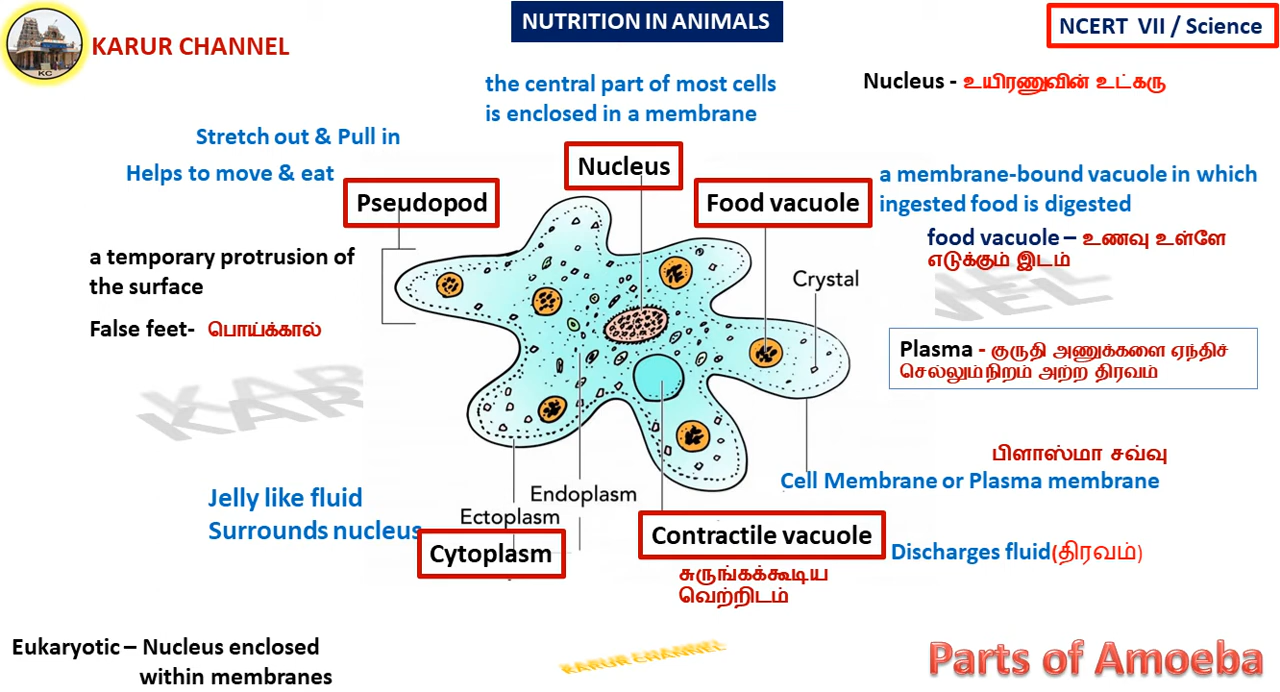 KARUR CHANNEL
KC
NUTRITION IN ANIMALS
NCERT VII / Science
the central part of most cells
is enclosed in a membrane
Nucleus - உயிரணுவின் உட்கரு
Stretch out & Pull in
Helps to move & eat
Nucleus
Pseudopod
Food vacuole
a membrane-bound vacuole in which
ingested food is digested
food vacuole – உணவு உள்ளே
எடுக்கும் இடம்
a temporary protrusion of
the surface
False feet- பொய்க்கால்
Crystal
Plasma - குருதி அணுக்களை ஏந்திச்
செல்லும்நிறம் அற்ற திரவம்
பிளாஸ்மா சவ்வு
Cell Membrane or Plasma membrane
Jelly like fluid
Surrounds nucleus
Endoplasm
Ectoplasm
Cytoplasm
Contractile vacuole
Discharges fluid(திரவம்)
சுருங்கக்கூடிய
வெற்றிடம்
Eukaryotic – Nucleus enclosed
within membranes
KARUR CHANNEL
Parts of Amoeba